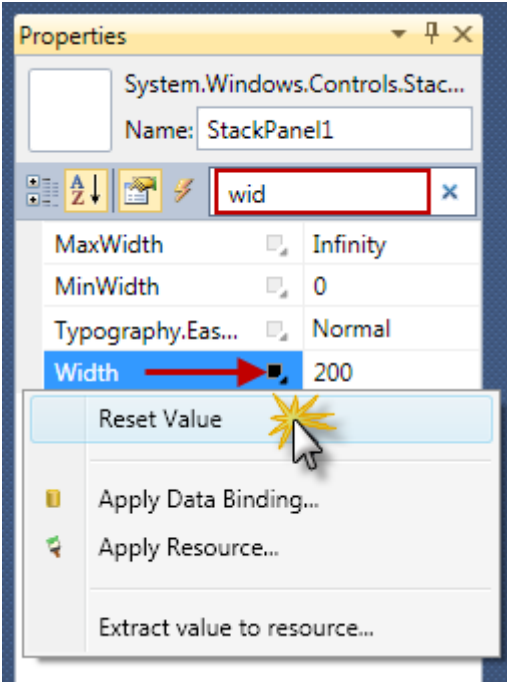 Properties
System.Windows.Controls.Stac...
Name: StackPanel1
A Z wid
MaxWidth Infinity
MinWidth 0
Typography.Eas... Normal
Width 200
Reset Value
Apply Data Binding...
Apply Resource...
Extract value to resource...